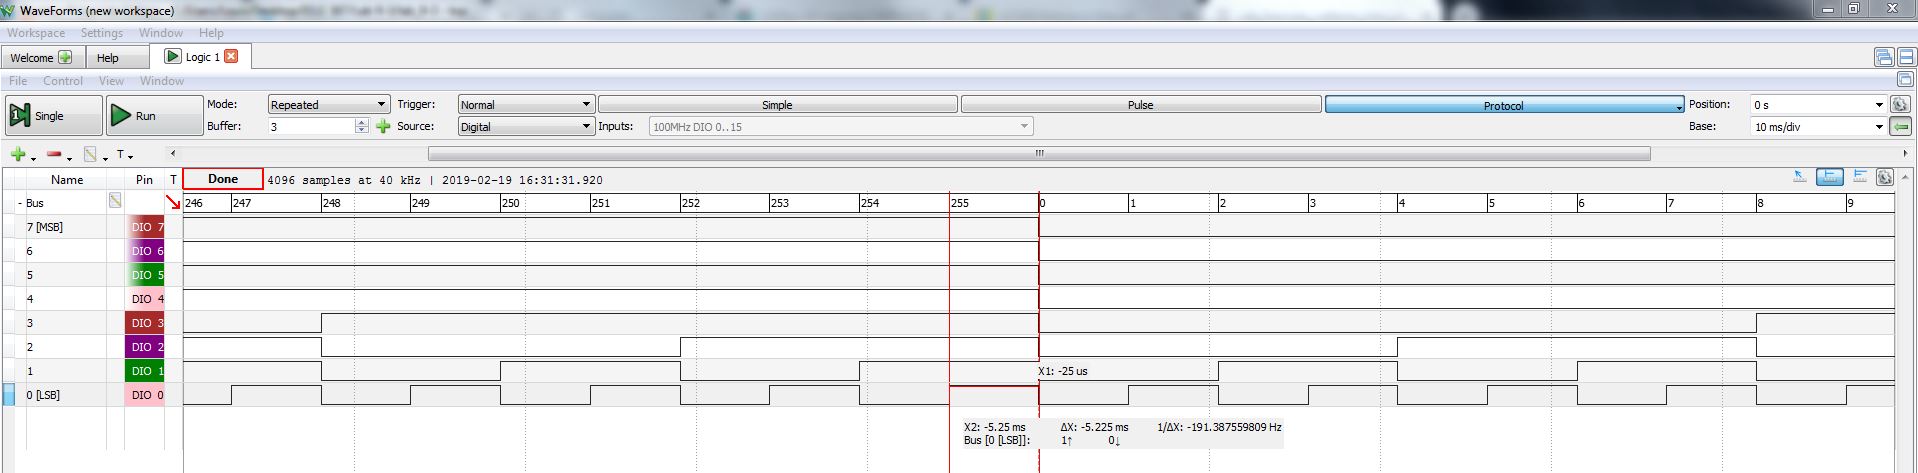 WaveForms (new workspace)
Workspace Settings Window Help
Welcome Help Logic 1
File Control View Window
Single Run Mode: Repeated Trigger: Normal Simple Pulse Protocol Position: 0 s
Buffer: 3 Source: Digital Inputs: 100MHz DIO 0..15 Base: 10 ms/div
T
Name Pin T Done 4096 samples at 40 kHz | 2019-02-19 16:31:31.920
- Bus 246 247 248 249 250 251 252 253 254 255 0 1 2 3 4 5 6 7 8 9
7 [MSB] DIO 7
6 DIO 6
5 DIO 5
4 DIO 4
3 DIO 3
2 DIO 2
1 DIO 1 X1: -25 us
0 [LSB] DIO 0
X2: -5.25 ms ΔX: -5.225 ms 1/ΔX: -191.387559809 Hz
Bus [0 [LSB]]: 1↑ 0↓